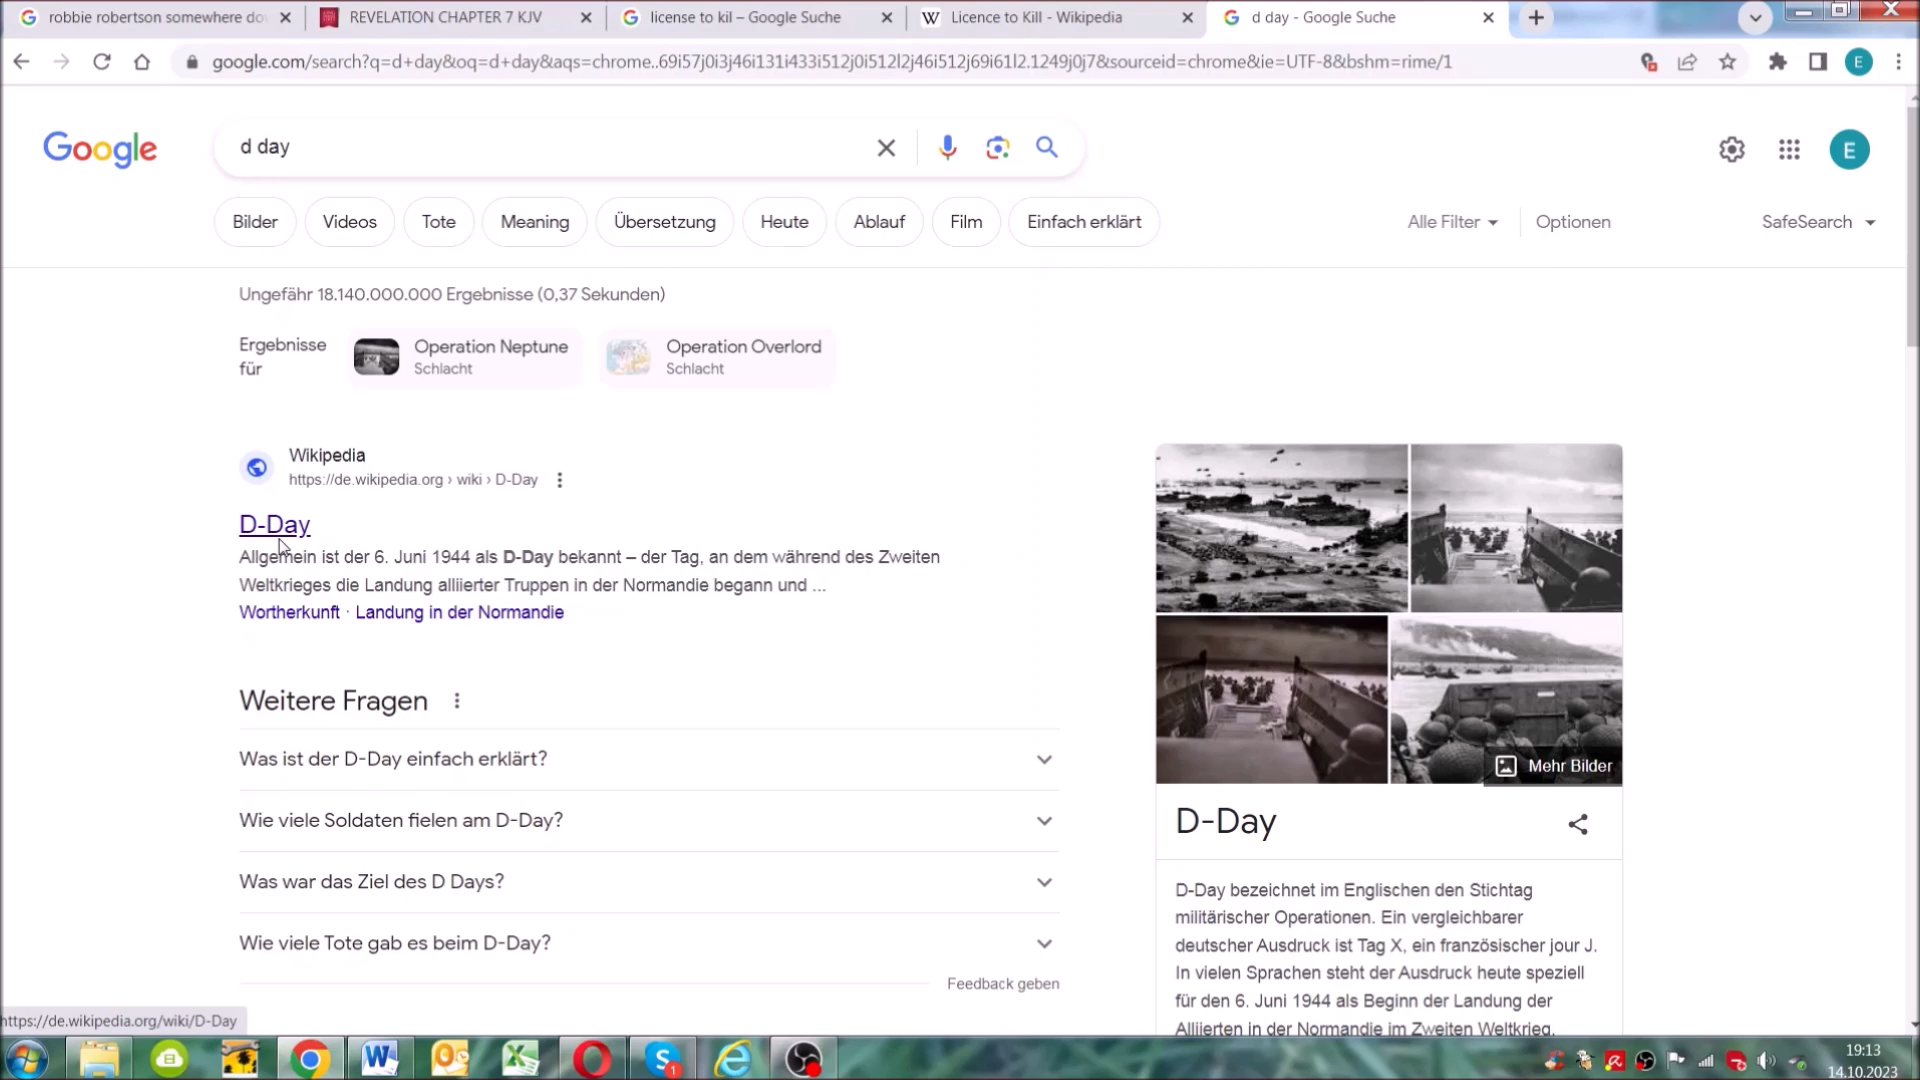 robbie robertson somewhere do
REVELATION CHAPTER 7 KJV
license to kil – Google Suche
Licence to Kill - Wikipedia
d day - Google Suche
google.com/search?q=d+day&oq=d+day&aqs=chrome..69i57j0i3j46i131i433i512j0i512l2j46i512j69i61l2.1249j0j7&sourceid=chrome&ie=UTF-8&bshm=rime/1
E
Google
d day
E
Bilder
Videos
Tote
Meaning
Übersetzung
Heute
Ablauf
Film
Einfach erklärt
Alle Filter
Optionen
SafeSearch
Ungefähr 18.140.000.000 Ergebnisse (0,37 Sekunden)
Ergebnisse
für
Operation Neptune
Schlacht
Operation Overlord
Schlacht
Wikipedia
https://de.wikipedia.org › wiki › D-Day
D-Day
Allgemein ist der 6. Juni 1944 als D-Day bekannt – der Tag, an dem während des Zweiten
Weltkrieges die Landung alliierter Truppen in der Normandie begann und ...
Wortherkunft · Landung in der Normandie
Weitere Fragen
Was ist der D-Day einfach erklärt?
Wie viele Soldaten fielen am D-Day?
Was war das Ziel des D Days?
Wie viele Tote gab es beim D-Day?
Feedback geben
Mehr Bilder
D-Day
D-Day bezeichnet im Englischen den Stichtag
militärischer Operationen. Ein vergleichbarer
deutscher Ausdruck ist Tag X, ein französischer jour J.
In vielen Sprachen steht der Ausdruck heute speziell
für den 6. Juni 1944 als Beginn der Landung der
Alliierten in der Normandie im Zweiten Weltkrieg.
https://de.wikipedia.org/wiki/D-Day
1
19:13
14.10.2023